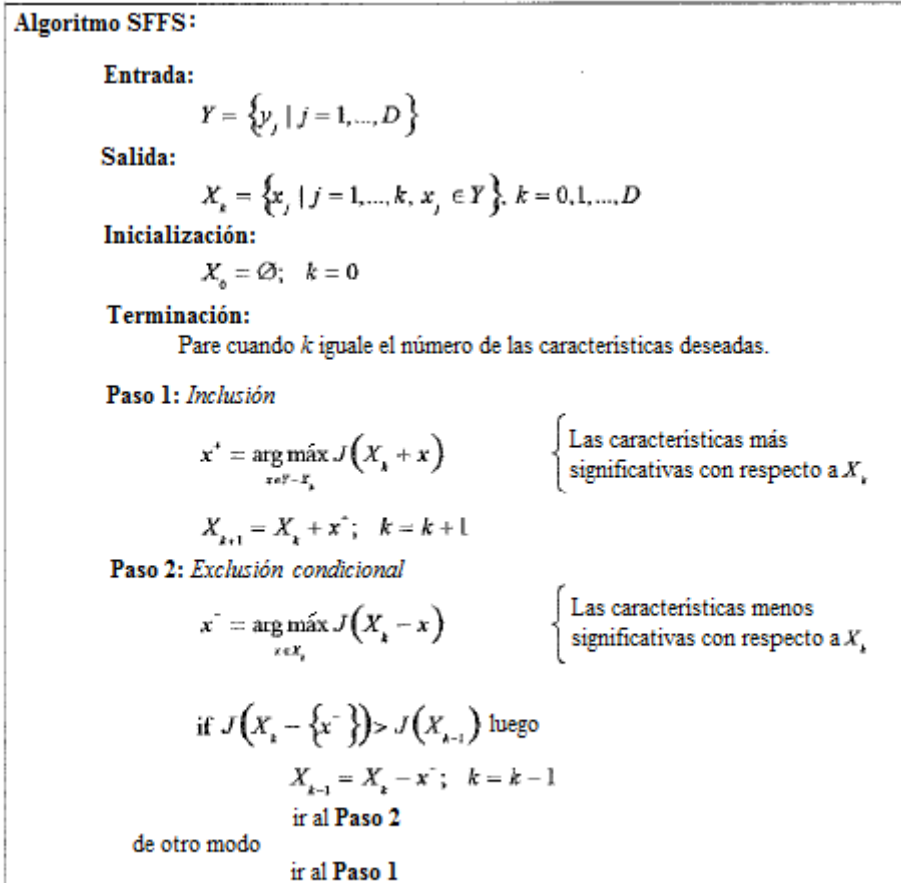 Algoritmo SFFS:
Entrada:
Y = {y_j | j = 1,...,D}
Salida:
X_k = {x_j | j = 1,...,k, x_j ∈ Y}, k = 0,1,...,D
Inicialización:
X_0 = Ø; k = 0
Terminación:
Pare cuando k iguale el número de las características deseadas.
Paso 1: Inclusión
x⁺ = arg máx J(X_k + x) Las características más
x∈Y−X_k significativas con respecto a X_k
X_{k+1} = X_k + x⁺; k = k + 1
Paso 2: Exclusión condicional
x⁻ = arg máx J(X_k − x) Las características menos
x∈X_k significativas con respecto a X_k
if J(X_k − {x⁻}) > J(X_{k−1}) luego
X_{k−1} = X_k − x⁻; k = k − 1
ir al Paso 2
de otro modo
ir al Paso 1